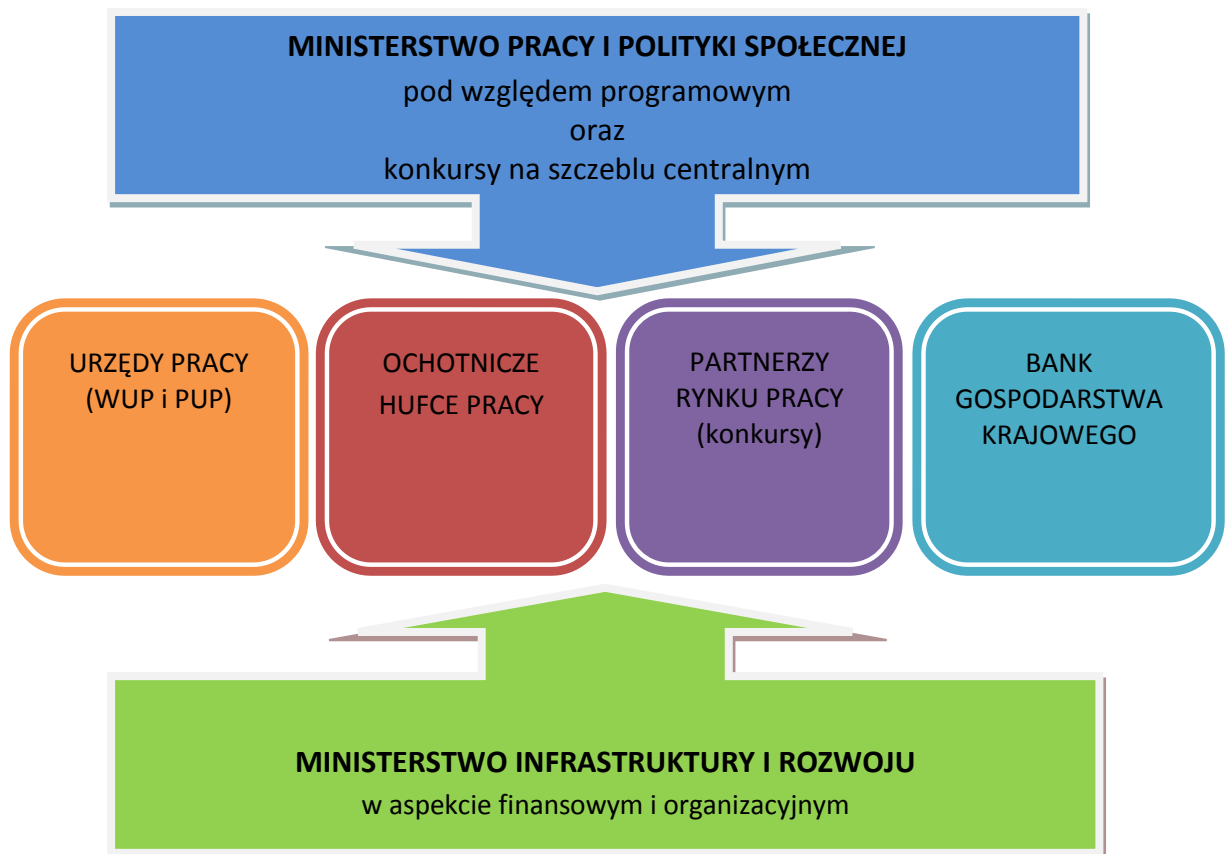 MINISTERSTWO PRACY I POLITYKI SPOŁECZNEJ
pod względem programowym
oraz
konkursy na szczeblu centralnym
URZĘDY PRACY
(WUP i PUP)
OCHOTNICZE
HUFCE PRACY
PARTNERZY
RYNKU PRACY
(konkursy)
BANK
GOSPODARSTWA
KRAJOWEGO
MINISTERSTWO INFRASTRUKTURY I ROZWOJU
w aspekcie finansowym i organizacyjnym